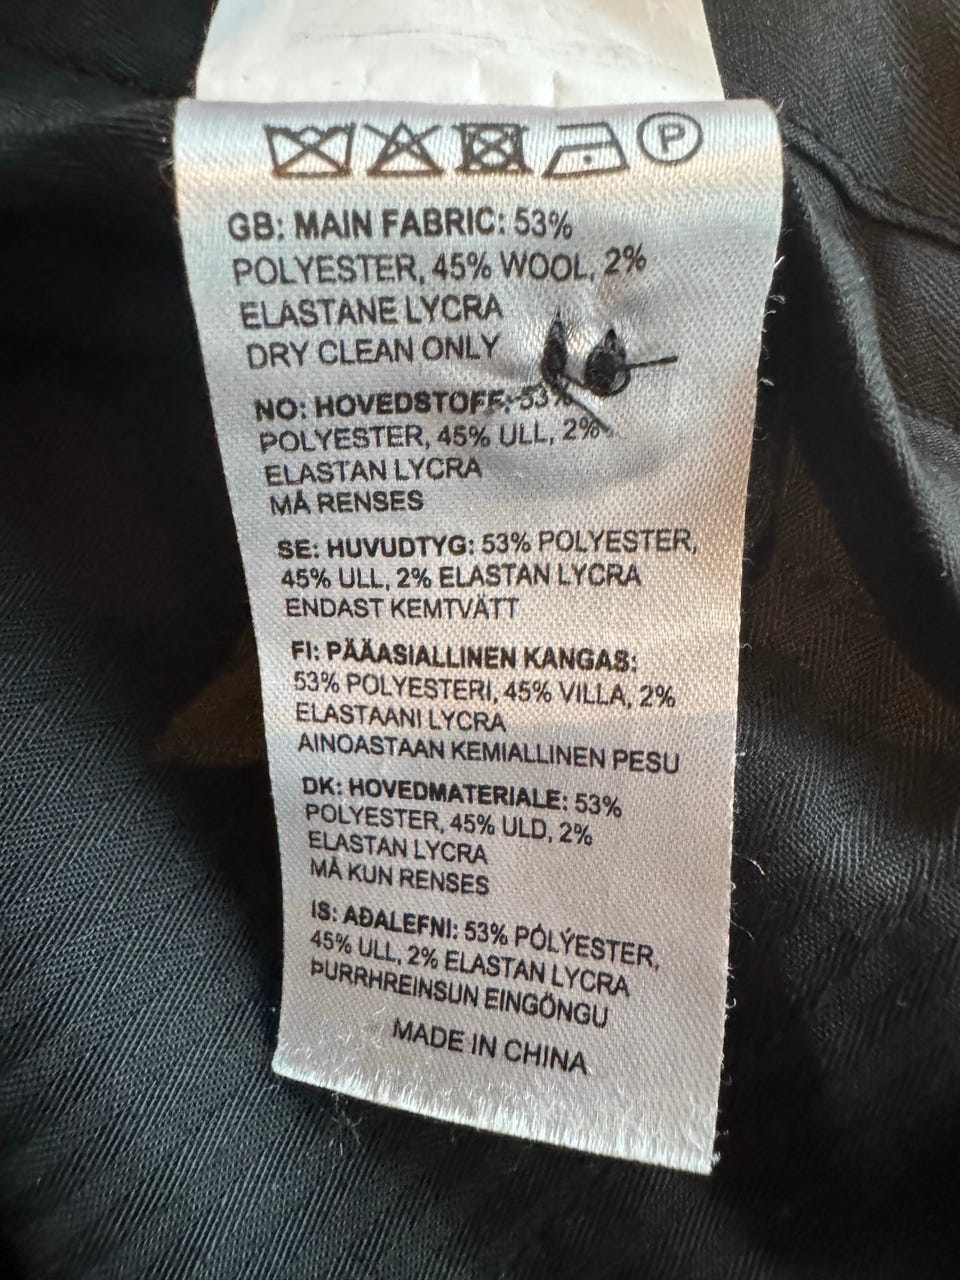 P
GB: MAIN FABRIC: 53%
POLYESTER, 45% WOOL, 2%
ELASTANE LYCRA
DRY CLEAN ONLY
NO: HOVEDSTOFF: 53%
POLYESTER, 45% ULL, 2%
ELASTAN LYCRA
MÅ RENSES
SE: HUVUDTYG: 53% POLYESTER,
45% ULL, 2% ELASTAN LYCRA
ENDAST KEMTVÄTT
FI: PÄÄASIALLINEN KANGAS:
53% POLYESTERI, 45% VILLA, 2%
ELASTAANI LYCRA
AINOASTAAN KEMIALLINEN PESU
DK: HOVEDMATERIALE: 53%
POLYESTER, 45% ULD, 2%
ELASTAN LYCRA
MÅ KUN RENSES
IS: AÐALEFNI: 53% PÓLÝESTER,
45% ULL, 2% ELASTAN LYCRA
ÞURRHREINSUN EINGÖNGU
MADE IN CHINA